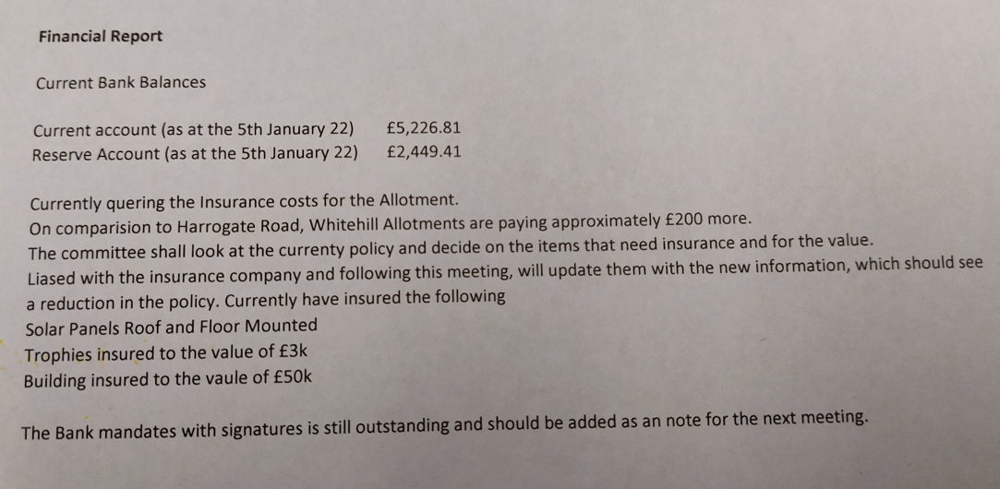 Financial Report
Current Bank Balances
Current account (as at the 5th January 22) £5,226.81
Reserve Account (as at the 5th January 22) £2,449.41
Currently quering the Insurance costs for the Allotment.
On comparision to Harrogate Road, Whitehill Allotments are paying approximately £200 more.
The committee shall look at the currenty policy and decide on the items that need insurance and for the value.
Liased with the insurance company and following this meeting, will update them with the new information, which should see
a reduction in the policy. Currently have insured the following
Solar Panels Roof and Floor Mounted
Trophies insured to the value of £3k
Building insured to the vaule of £50k
The Bank mandates with signatures is still outstanding and should be added as an note for the next meeting.